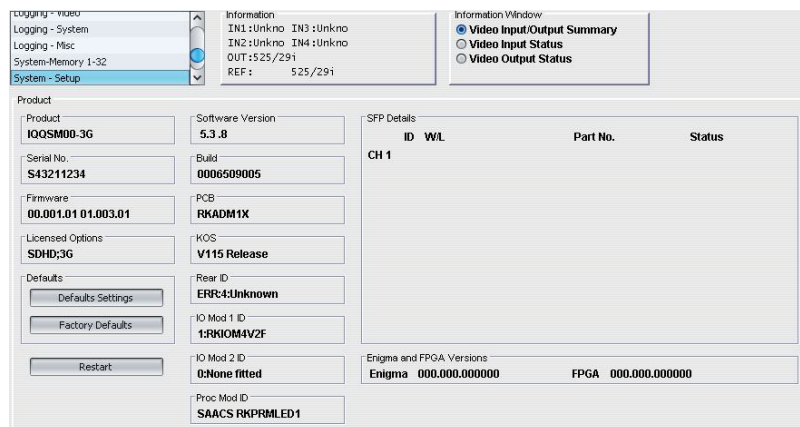 Logging - Video
Logging - System
Logging - Misc
System-Memory 1-32
System - Setup
Information
IN1:Unkno IN3:Unkno
IN2:Unkno IN4:Unkno
OUT:525/29i
REF: 525/29i
Information Window
Video Input/Output Summary
Video Input Status
Video Output Status
Product
Product
IQQSM00-3G
Serial No.
S43211234
Firmware
00.001.01 01.003.01
Licensed Options
SDHD;3G
Defaults
Defaults Settings
Factory Defaults
Restart
Software Version
5.3 .8
Build
0006509005
PCB
RKADM1X
KOS
V115 Release
Rear ID
ERR:4:Unknown
IO Mod 1 ID
1:RKIOM4V2F
IO Mod 2 ID
0:None fitted
Proc Mod ID
SAACS RKPRMLED1
SFP Details
ID W/L Part No. Status
CH 1
Enigma and FPGA Versions
Enigma 000.000.000000 FPGA 000.000.000000